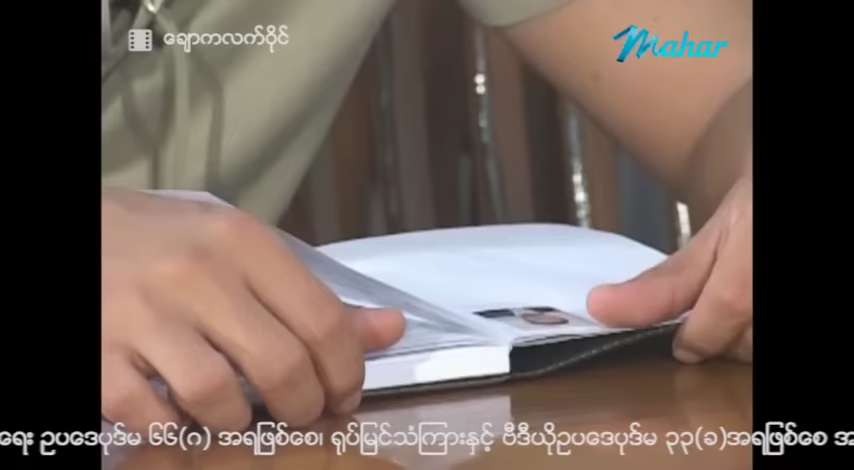 ချောကလက်ဝိုင်
Mahar
ရေး ဥပဒေပုဒ်မ ၆၆(ဂ) အရဖြစ်စေ၊ ရုပ်မြင်သံကြားနှင့် ဗီဒီယိုဥပဒေပုဒ်မ ၃၃(ခ)အရဖြစ်စေ အ